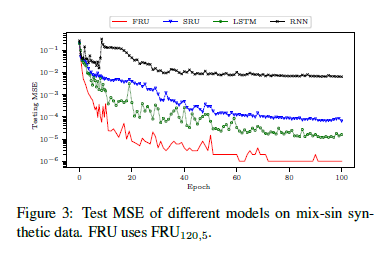 FRU SRU LSTM RNN
10⁻¹
10⁻²
10⁻³
10⁻⁴
10⁻⁵
10⁻⁶
Testing MSE
0 20 40 60 80 100
Epoch
Figure 3: Test MSE of different models on mix-sin syn-
thetic data. FRU uses FRU₁₂₀,₅.